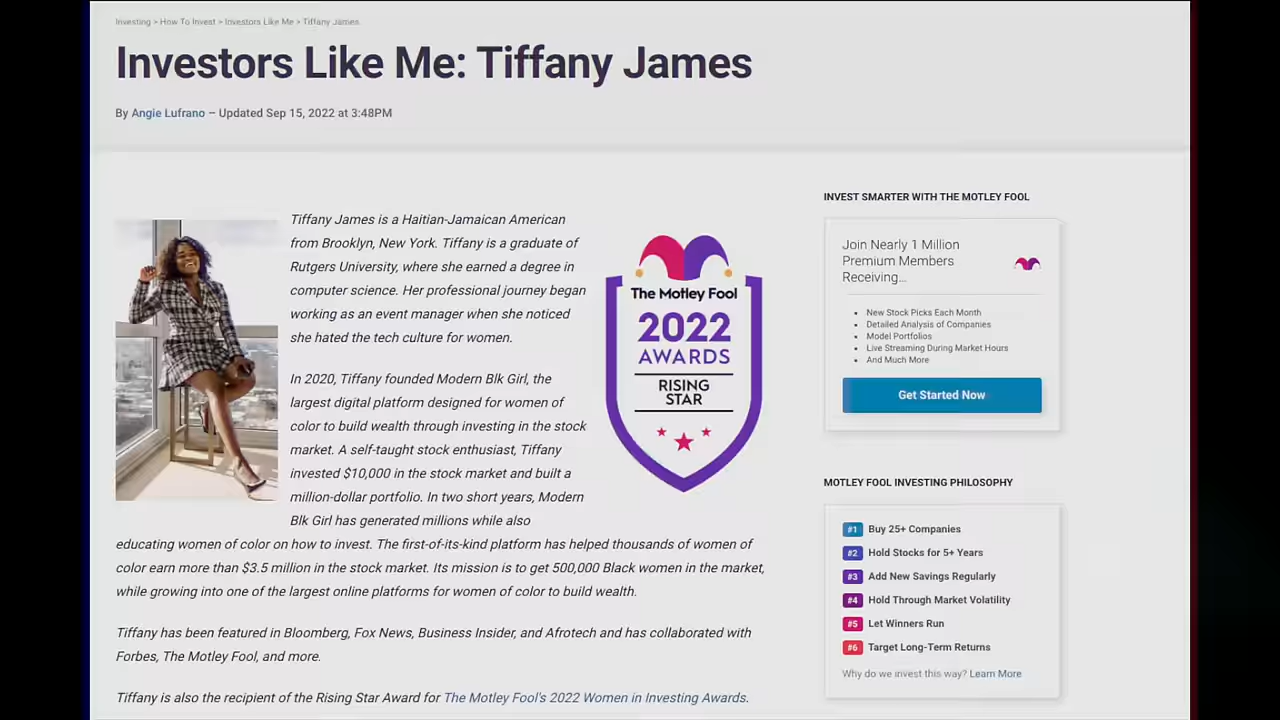 Investing > How To Invest > Investors Like Me > Tiffany James
Investors Like Me: Tiffany James
By Angie Lufrano – Updated Sep 15, 2022 at 3:48PM
Tiffany James is a Haitian-Jamaican American
from Brooklyn, New York. Tiffany is a graduate of
Rutgers University, where she earned a degree in
computer science. Her professional journey began
working as an event manager when she noticed
she hated the tech culture for women.
In 2020, Tiffany founded Modern Blk Girl, the
largest digital platform designed for women of
color to build wealth through investing in the stock
market. A self-taught stock enthusiast, Tiffany
invested $10,000 in the stock market and built a
million-dollar portfolio. In two short years, Modern
Blk Girl has generated millions while also
educating women of color on how to invest. The first-of-its-kind platform has helped thousands of women of
color earn more than $3.5 million in the stock market. Its mission is to get 500,000 Black women in the market,
while growing into one of the largest online platforms for women of color to build wealth.
Tiffany has been featured in Bloomberg, Fox News, Business Insider, and Afrotech and has collaborated with
Forbes, The Motley Fool, and more.
Tiffany is also the recipient of the Rising Star Award for The Motley Fool's 2022 Women in Investing Awards.
The Motley Fool
2022
AWARDS
RISING
STAR
INVEST SMARTER WITH THE MOTLEY FOOL
Join Nearly 1 Million
Premium Members
Receiving...
• New Stock Picks Each Month
• Detailed Analysis of Companies
• Model Portfolios
• Live Streaming During Market Hours
• And Much More
Get Started Now
MOTLEY FOOL INVESTING PHILOSOPHY
#1 Buy 25+ Companies
#2 Hold Stocks for 5+ Years
#3 Add New Savings Regularly
#4 Hold Through Market Volatility
#5 Let Winners Run
#6 Target Long-Term Returns
Why do we invest this way? Learn More